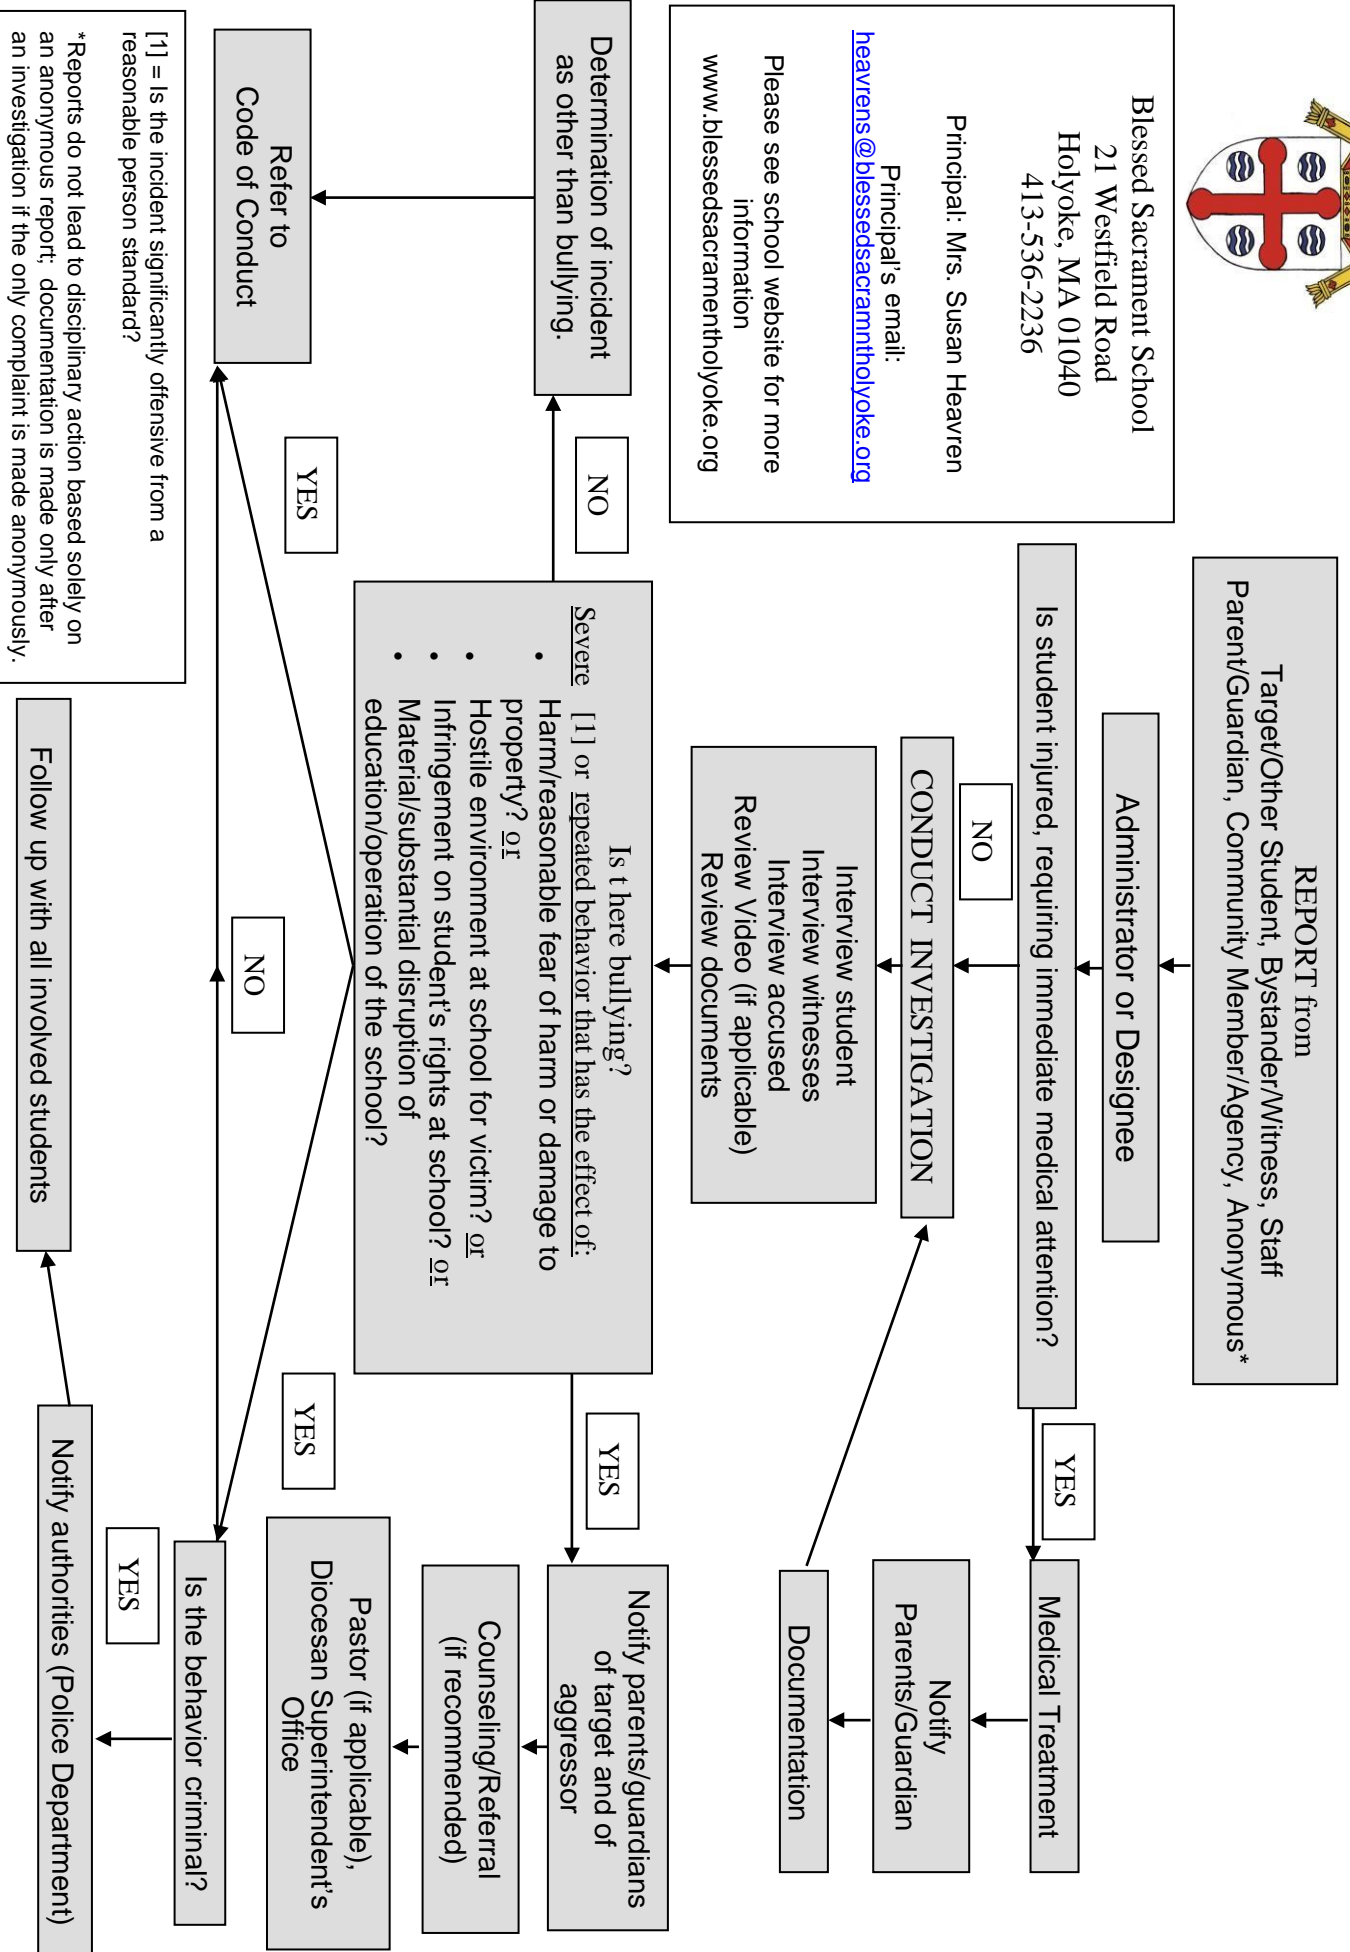 Blessed Sacrament School
21 Westfield Road
Holyoke, MA 01040
413-536-2236
Principal: Mrs. Susan Heavren
Principal's email:
heavrens@blessedsacramntholyoke.org
Please see school website for more
information
www.blessedsacramentholyoke.org
REPORT from
Target/Other Student, Bystander/Witness, Staff
Parent/Guardian, Community Member/Agency, Anonymous*
Administrator or Designee
Is student injured, requiring immediate medical attention?
YES
Medical Treatment
Notify
Parents/Guardian
Documentation
NO
CONDUCT INVESTIGATION
Interview student
Interview witnesses
Interview accused
Review Video (if applicable)
Review documents
Is t here bullying?
Severe [1] or repeated behavior that has the effect of:
• Harm/reasonable fear of harm or damage to
property? or
• Hostile environment at school for victim? or
• Infringement on student's rights at school? or
• Material/substantial disruption of
education/operation of the school?
NO
Determination of incident
as other than bullying.
Refer to
Code of Conduct
YES
Notify parents/guardians
of target and of
aggressor
Counseling/Referral
(if recommended)
Pastor (if applicable),
Diocesan Superintendent's
Office
YES
YES
NO
Is the behavior criminal?
YES
Notify authorities (Police Department)
Follow up with all involved students
[1] = Is the incident significantly offensive from a
reasonable person standard?
*Reports do not lead to disciplinary action based solely on
an anonymous report; documentation is made only after
an investigation if the only complaint is made anonymously.